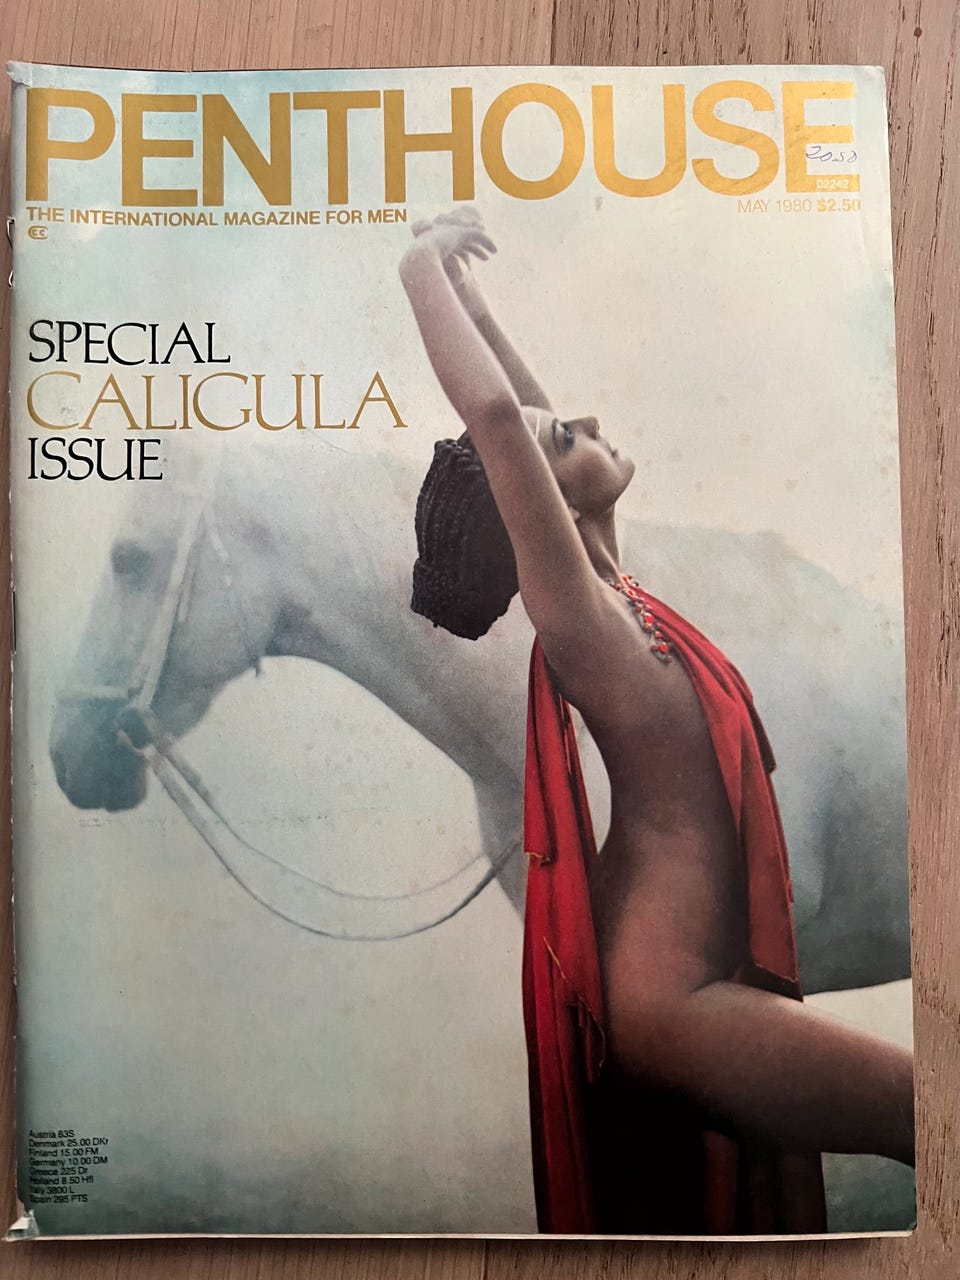 PENTHOUSE
20.50
02242
THE INTERNATIONAL MAGAZINE FOR MEN
MAY 1980 $2.50
SPECIAL
CALIGULA
ISSUE
Austria 63S
Denmark 25.00 DKr
Finland 15.00 FM
Germany 10.00 DM
Greece 225 Dr
Holland 8.50 Hfl
Italy 3800 L
Spain 295 PTS